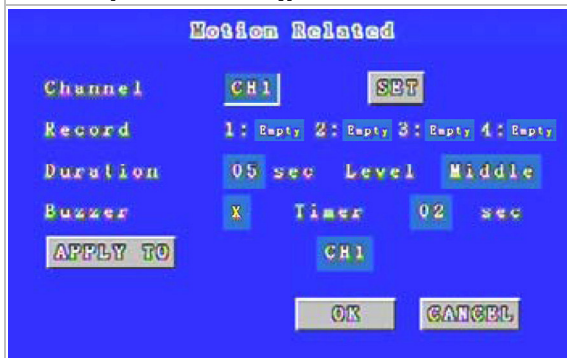 Motion Related
Channel CH1 SET
Record 1: Empty 2: Empty 3: Empty 4: Empty
Duration 05 sec Level Middle
Buzzer X Timer 02 sec
APPLY TO CH1
OK CANCEL